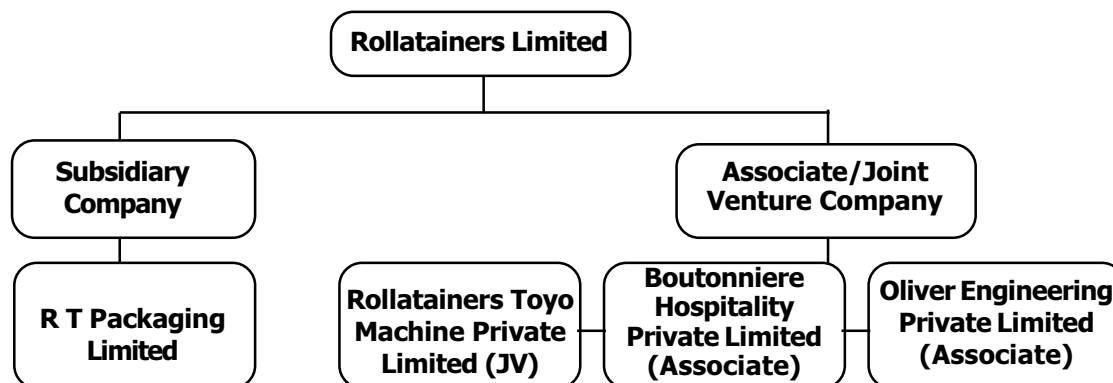 Rollatainers Limited
Subsidiary
Company
Associate/Joint
Venture Company
R T Packaging
Limited
Rollatainers Toyo
Machine Private
Limited (JV)
Boutonniere
Hospitality
Private Limited
(Associate)
Oliver Engineering
Private Limited
(Associate)